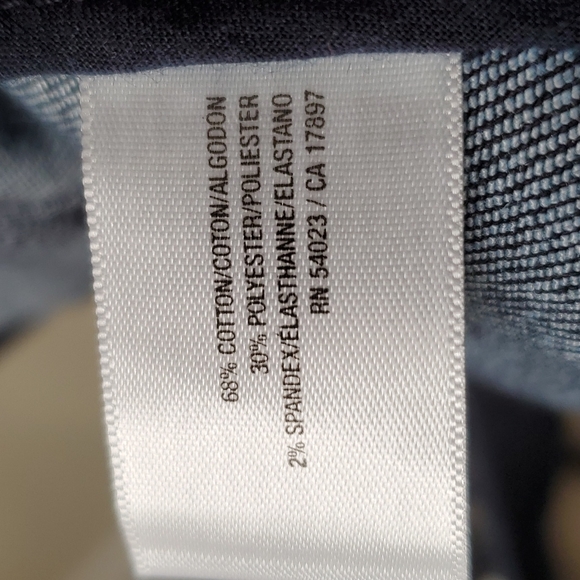 68% COTTON/COTON/ALGODON
30% POLYESTER/POLIESTER
2% SPANDEX/ÉLASTHANNE/ELASTANO
RN 54023 / CA 17897